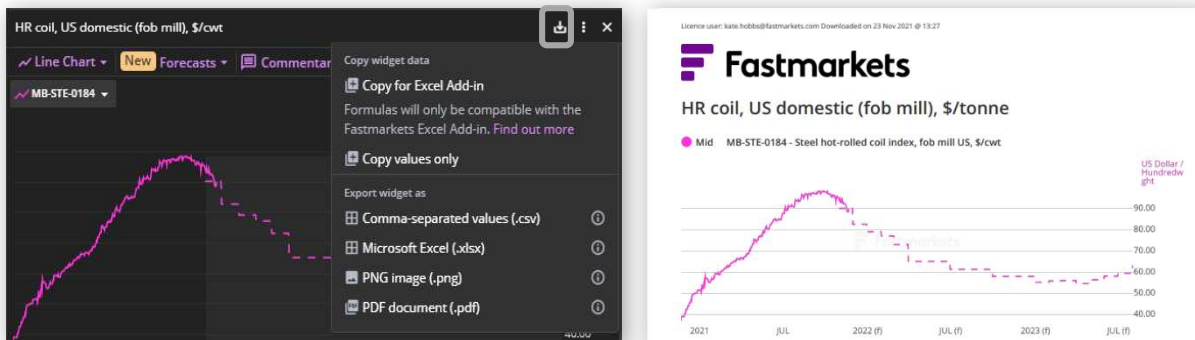 HR coil, US domestic (fob mill), $/cwt
Line Chart
New
Forecasts
Commentar
MB-STE-0184
Copy widget data
Copy for Excel Add-in
Formulas will only be compatible with the
Fastmarkets Excel Add-in. Find out more
Copy values only
Export widget as
Comma-separated values (.csv)
Microsoft Excel (.xlsx)
PNG image (.png)
PDF document (.pdf)
40.00
Licence user: kate.hobbs@fastmarkets.com Downloaded on 23 Nov 2021 @ 13:27
Fastmarkets
HR coil, US domestic (fob mill), $/tonne
Mid MB-STE-0184 - Steel hot-rolled coil index, fob mill US, $/cwt
US Dollar /
Hundredw
ght
90.00
80.00
Fastmarkets
70.00
60.00
50.00
40.00
2021 JUL 2022 (f) JUL (f) 2023 (f) JUL (f)